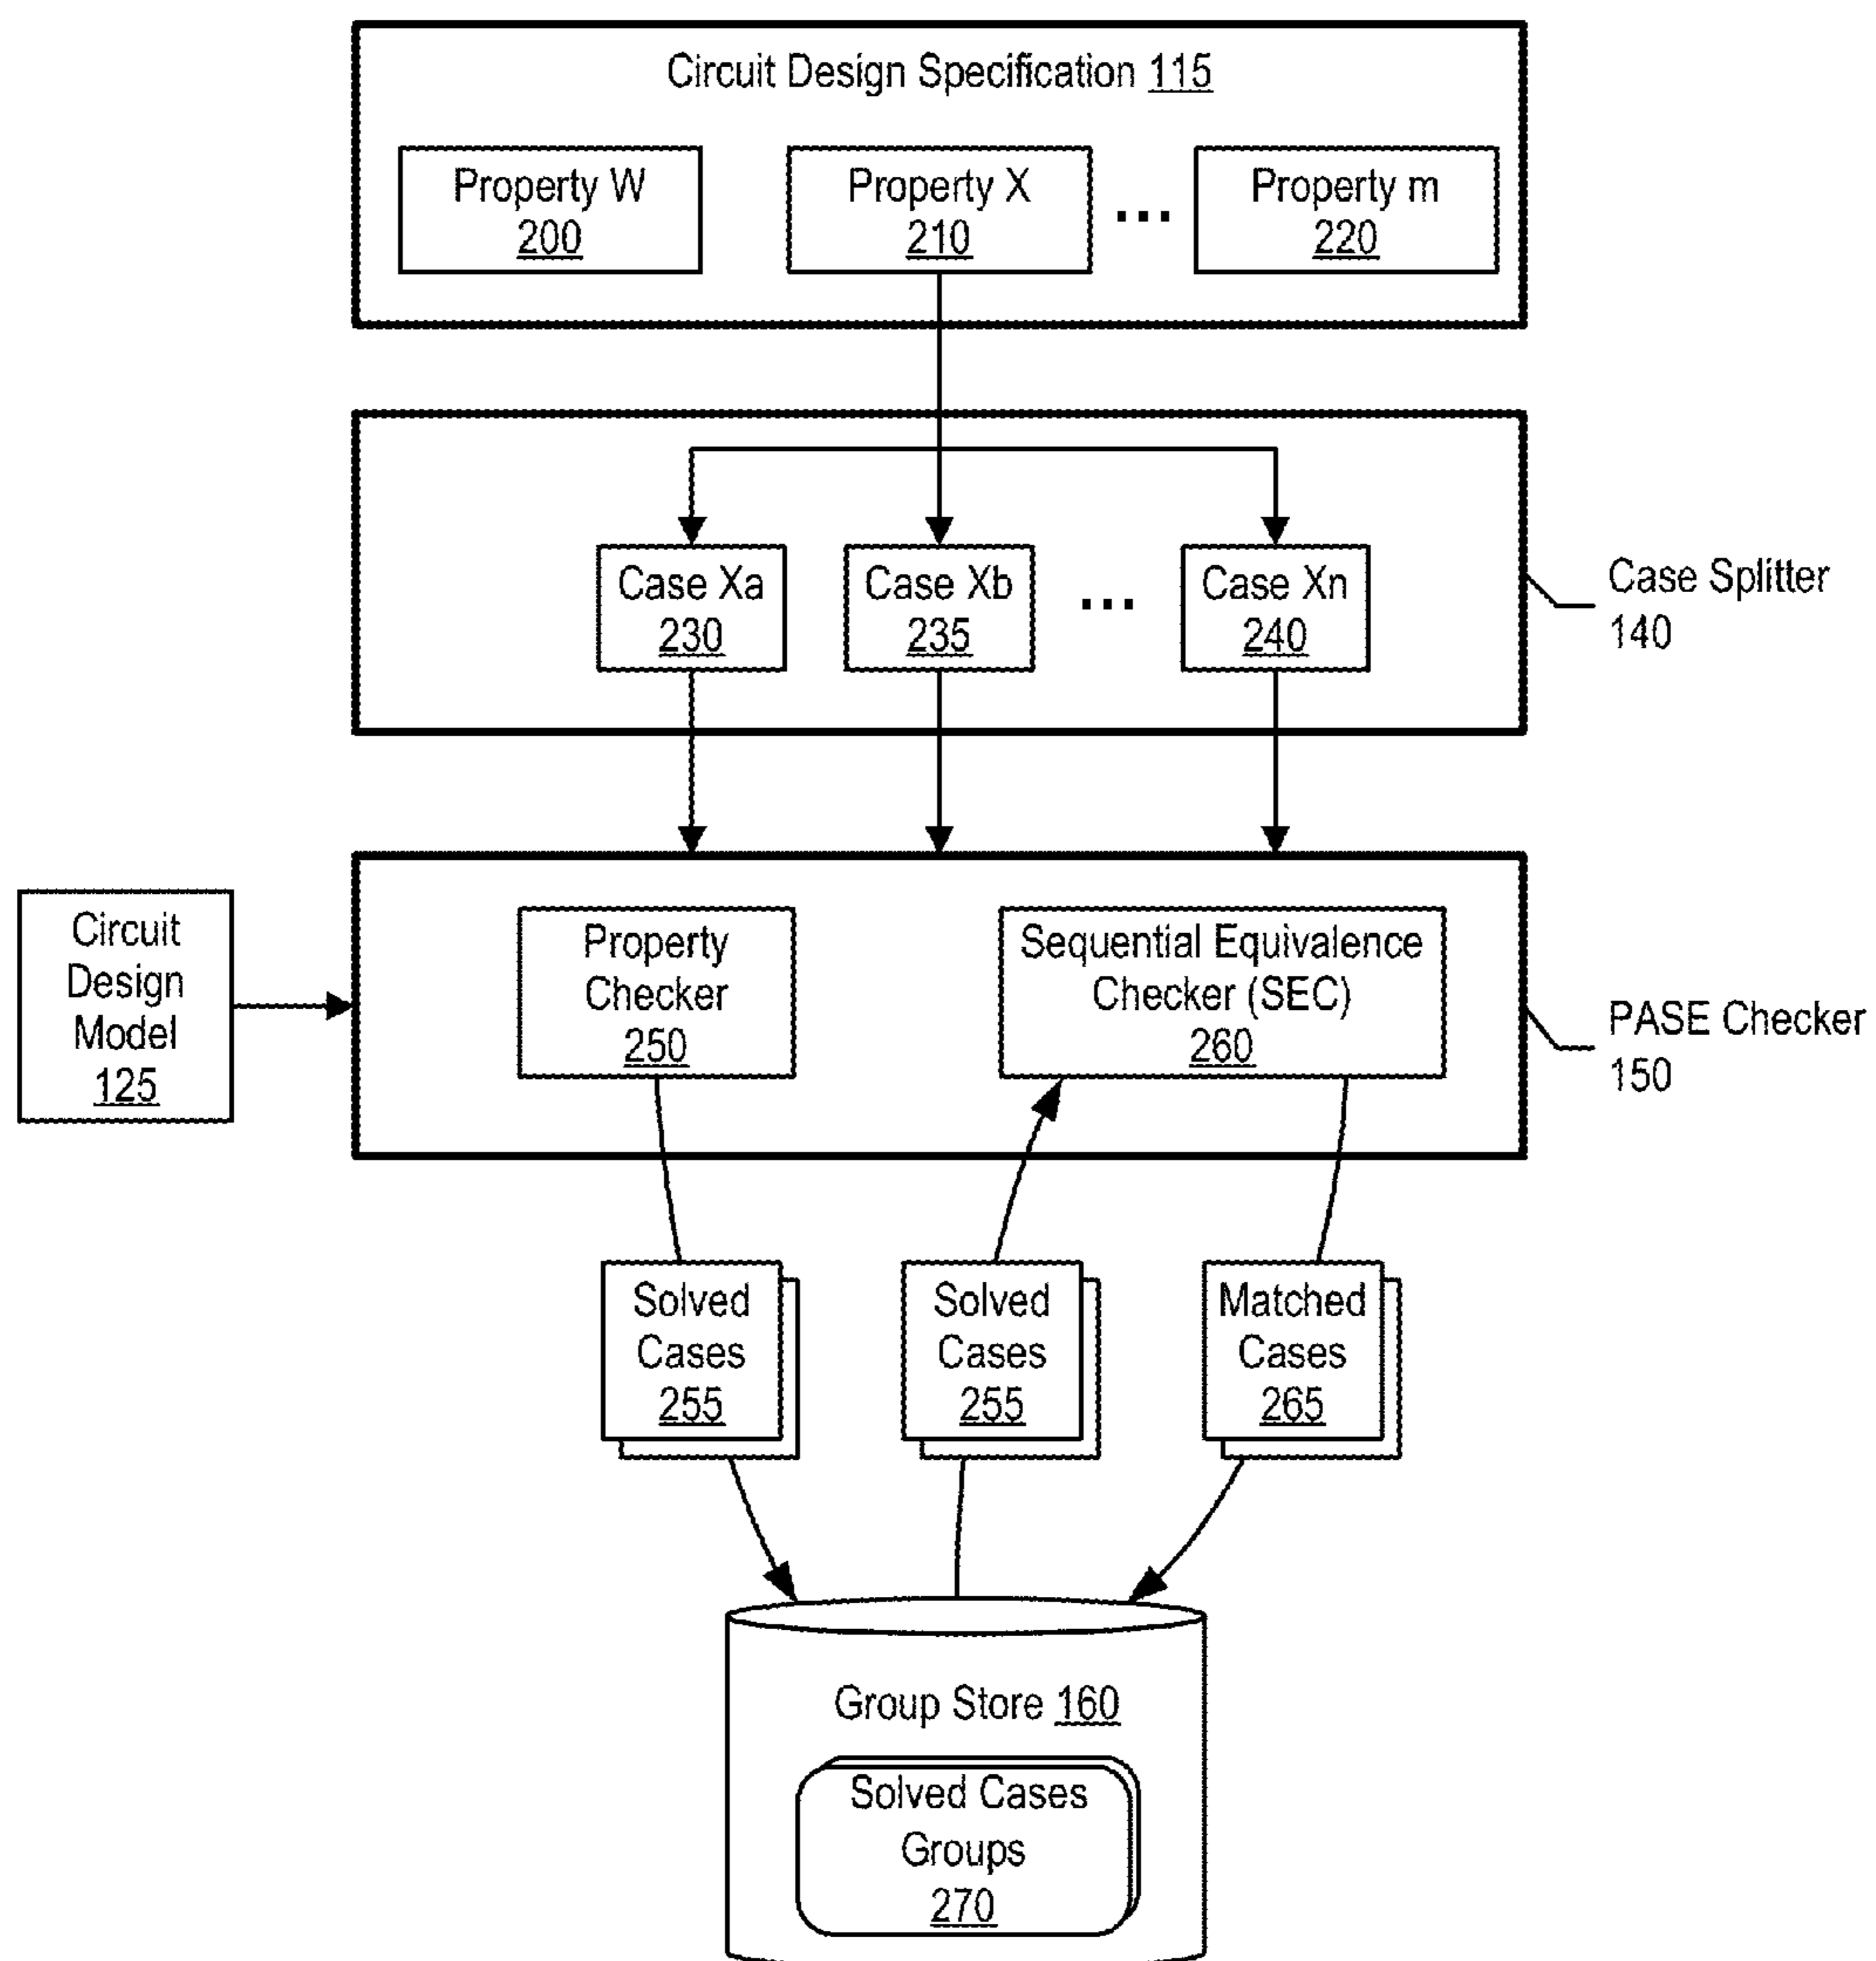 Circuit Design Specification 115
Property W
200
Property X
210
...
Property m
220
Case Xa
230
Case Xb
235
...
Case Xn
240
Case Splitter
140
Circuit
Design
Model
125
Property
Checker
250
Sequential Equivalence
Checker (SEC)
260
PASE Checker
150
Solved
Cases
255
Solved
Cases
255
Matched
Cases
265
Group Store 160
Solved Cases
Groups
270